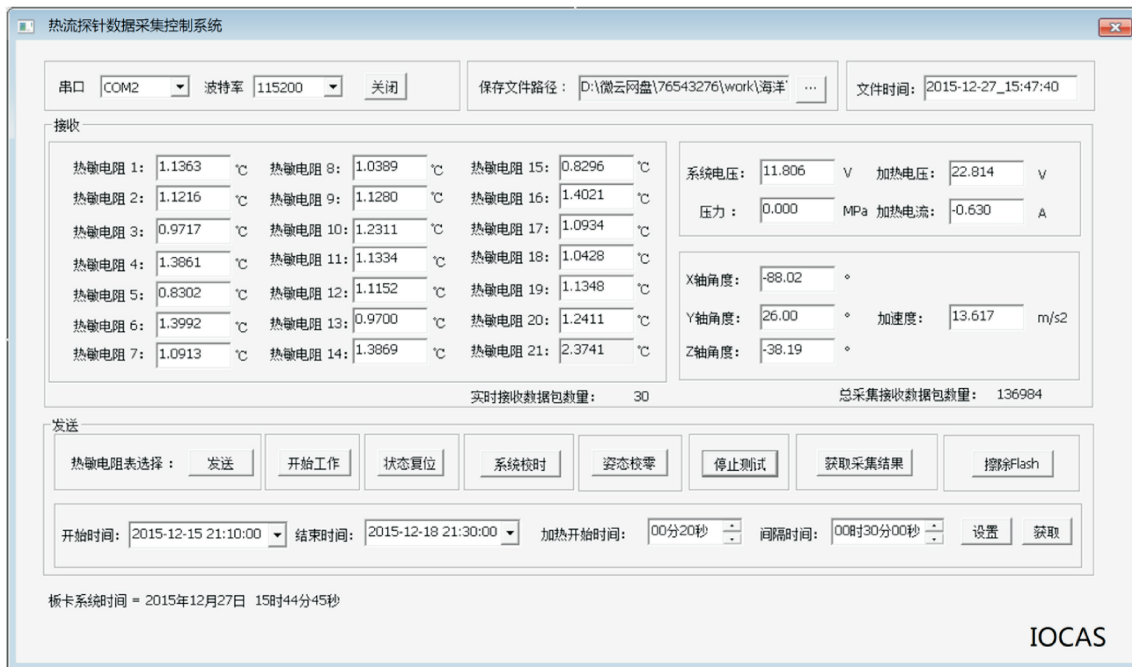 热流探针数据采集控制系统
串口 COM2 波特率 115200 关闭 保存文件路径： D:\微云网盘\76543276\work\海洋 ... 文件时间： 2015-12-27_15:47:40
接收
热敏电阻 1： 1.1363 ℃ 热敏电阻 8： 1.0389 ℃ 热敏电阻 15： 0.8296 ℃ 系统电压： 11.806 V 加热电压： 22.814 V
热敏电阻 2： 1.1216 ℃ 热敏电阻 9： 1.1280 ℃ 热敏电阻 16： 1.4021 ℃ 压力： 0.000 MPa 加热电流： -0.630 A
热敏电阻 3： 0.9717 ℃ 热敏电阻 10： 1.2311 ℃ 热敏电阻 17： 1.0934 ℃
热敏电阻 4： 1.3861 ℃ 热敏电阻 11： 1.1334 ℃ 热敏电阻 18： 1.0428 ℃ X轴角度： -88.02 °
热敏电阻 5： 0.8302 ℃ 热敏电阻 12： 1.1152 ℃ 热敏电阻 19： 1.1348 ℃
热敏电阻 6： 1.3992 ℃ 热敏电阻 13： 0.9700 ℃ 热敏电阻 20： 1.2411 ℃ Y轴角度： 26.00 ° 加速度： 13.617 m/s2
热敏电阻 7： 1.0913 ℃ 热敏电阻 14： 1.3869 ℃ 热敏电阻 21： 2.3741 ℃ Z轴角度： -38.19 °
实时接收数据包数量： 30 总采集接收数据包数量： 136984
发送
热敏电阻表选择： 发送 开始工作 状态复位 系统校时 姿态校零 停止测试 获取采集结果 擦除Flash
开始时间： 2015-12-15 21:10:00 结束时间： 2015-12-18 21:30:00 加热开始时间： 00分20秒 间隔时间： 00时30分00秒 设置 获取
板卡系统时间 = 2015年12月27日 15时44分45秒
IOCAS